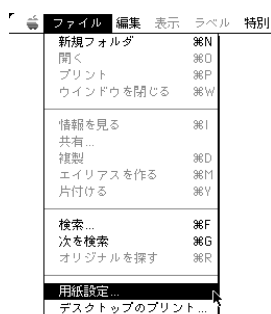 ファイル 編集 表示 ラベル 特別
新規フォルダ ⌘N
開く ⌘O
プリント ⌘P
ウインドウを閉じる ⌘W
情報を見る ⌘I
共有...
複製 ⌘D
エイリアスを作る ⌘M
片付ける ⌘Y
検索... ⌘F
次を検索 ⌘G
オリジナルを探す ⌘R
用紙設定...
デスクトップのプリント...